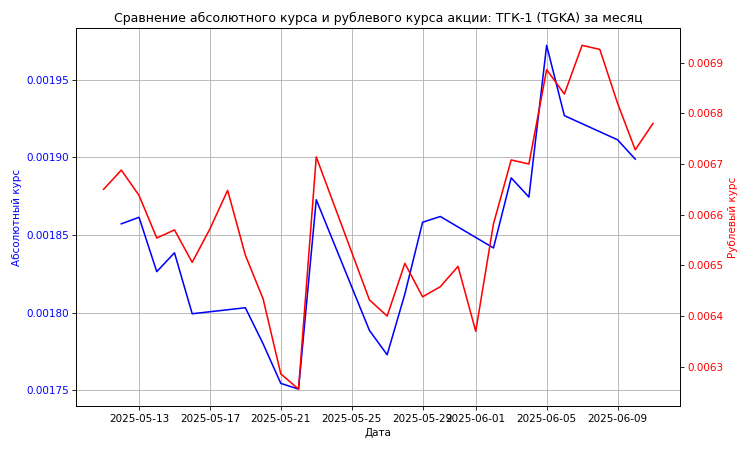 Сравнение абсолютного курса и рублевого курса акции: ТГК-1 (TGKA) за месяц
Абсолютный курс
0.00195
0.00190
0.00185
0.00180
0.00175
0.0069
0.0068
0.0067
0.0066
0.0065
0.0064
0.0063
Рублевый курс
2025-05-13 2025-05-17 2025-05-21 2025-05-25 2025-05-29 2025-06-01 2025-06-05 2025-06-09
Дата